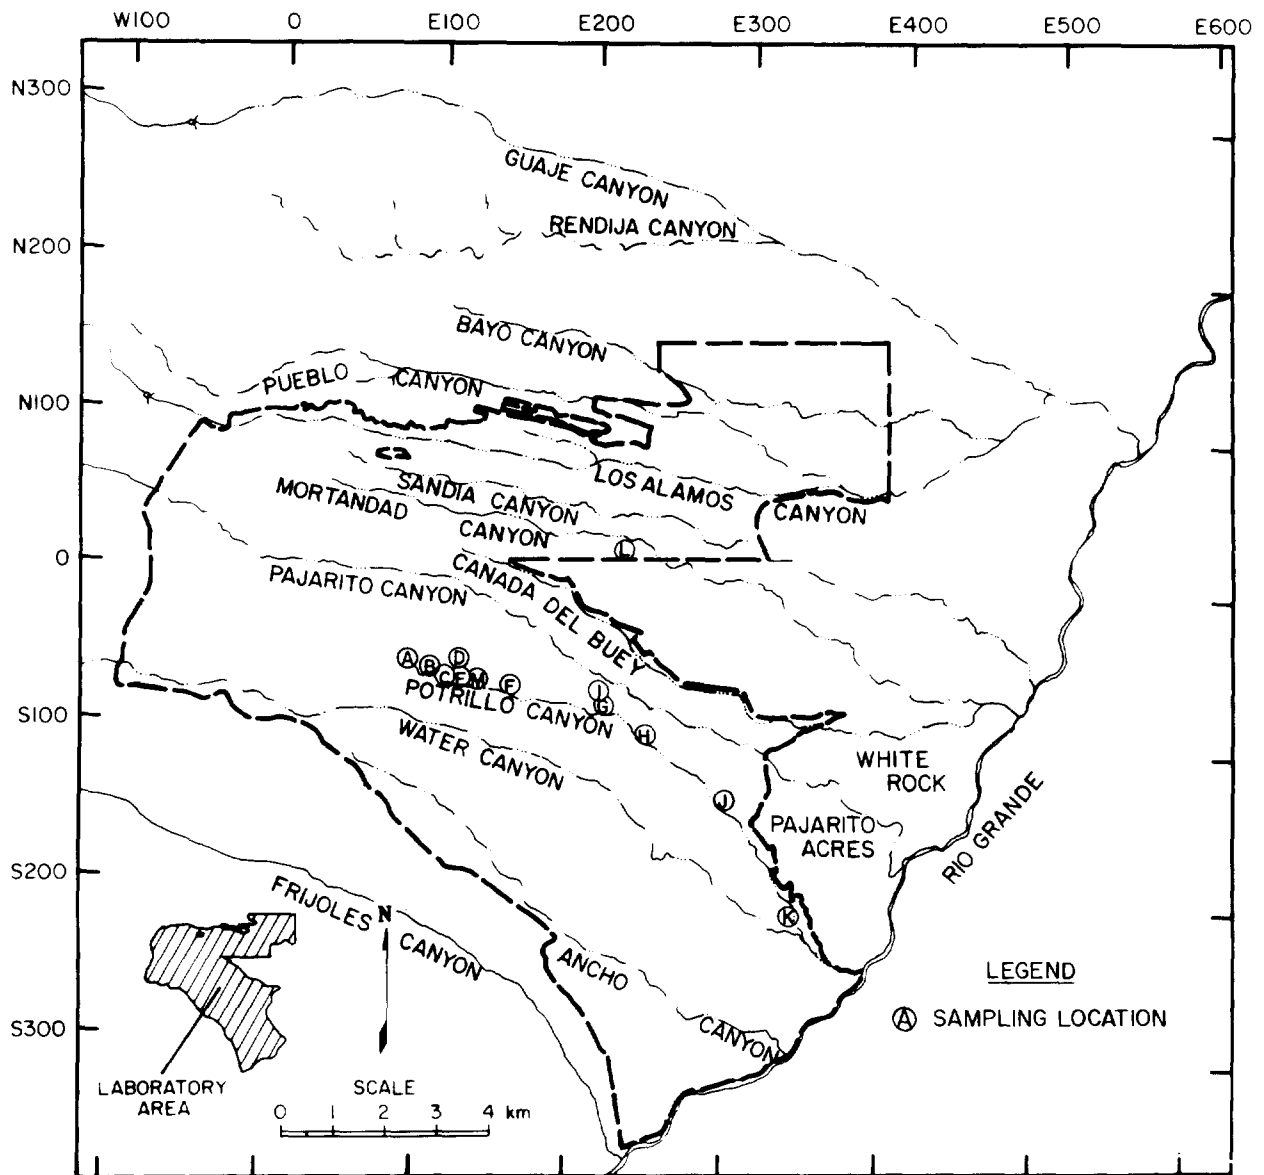 W100 0 E100 E200 E300 E400 E500 E600
N300
GUAJE CANYON
RENDIJA CANYON
N200
BAYO CANYON
PUEBLO CANYON
N100
LOS ALAMOS
CANYON
SANDIA CANYON
MORTANDAD
CANYON
L
0
CANADA DEL BUEY
PAJARITO CANYON
A
B
D
C
E
M
F
I
G
POTRILLO CANYON
H
S100
WATER CANYON
WHITE
ROCK
J
PAJARITO
ACRES
RIO GRANDE
S200
FRIJOLES
CANYON
N
K
ANCHO
CANYON
LEGEND
A SAMPLING LOCATION
S300
LABORATORY
AREA
SCALE
0 1 2 3 4 km